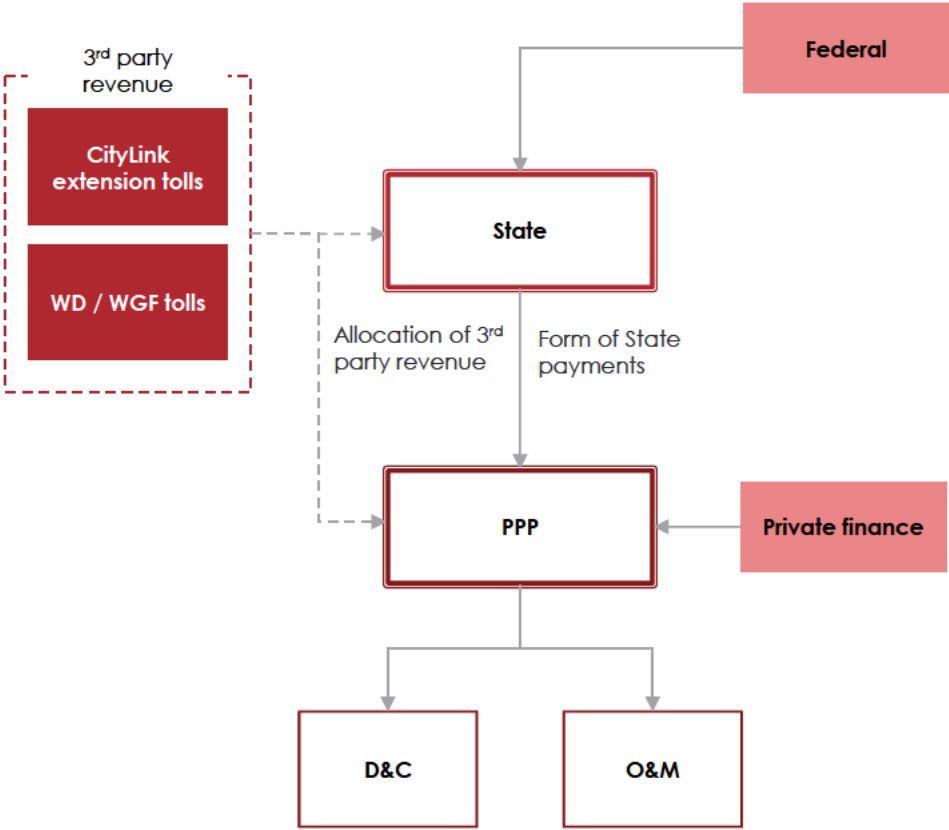 3rd party
revenue
Federal
CityLink
extension tolls
WD / WGF tolls
State
Allocation of 3rd
party revenue
Form of State
payments
PPP
Private finance
D&C
O&M